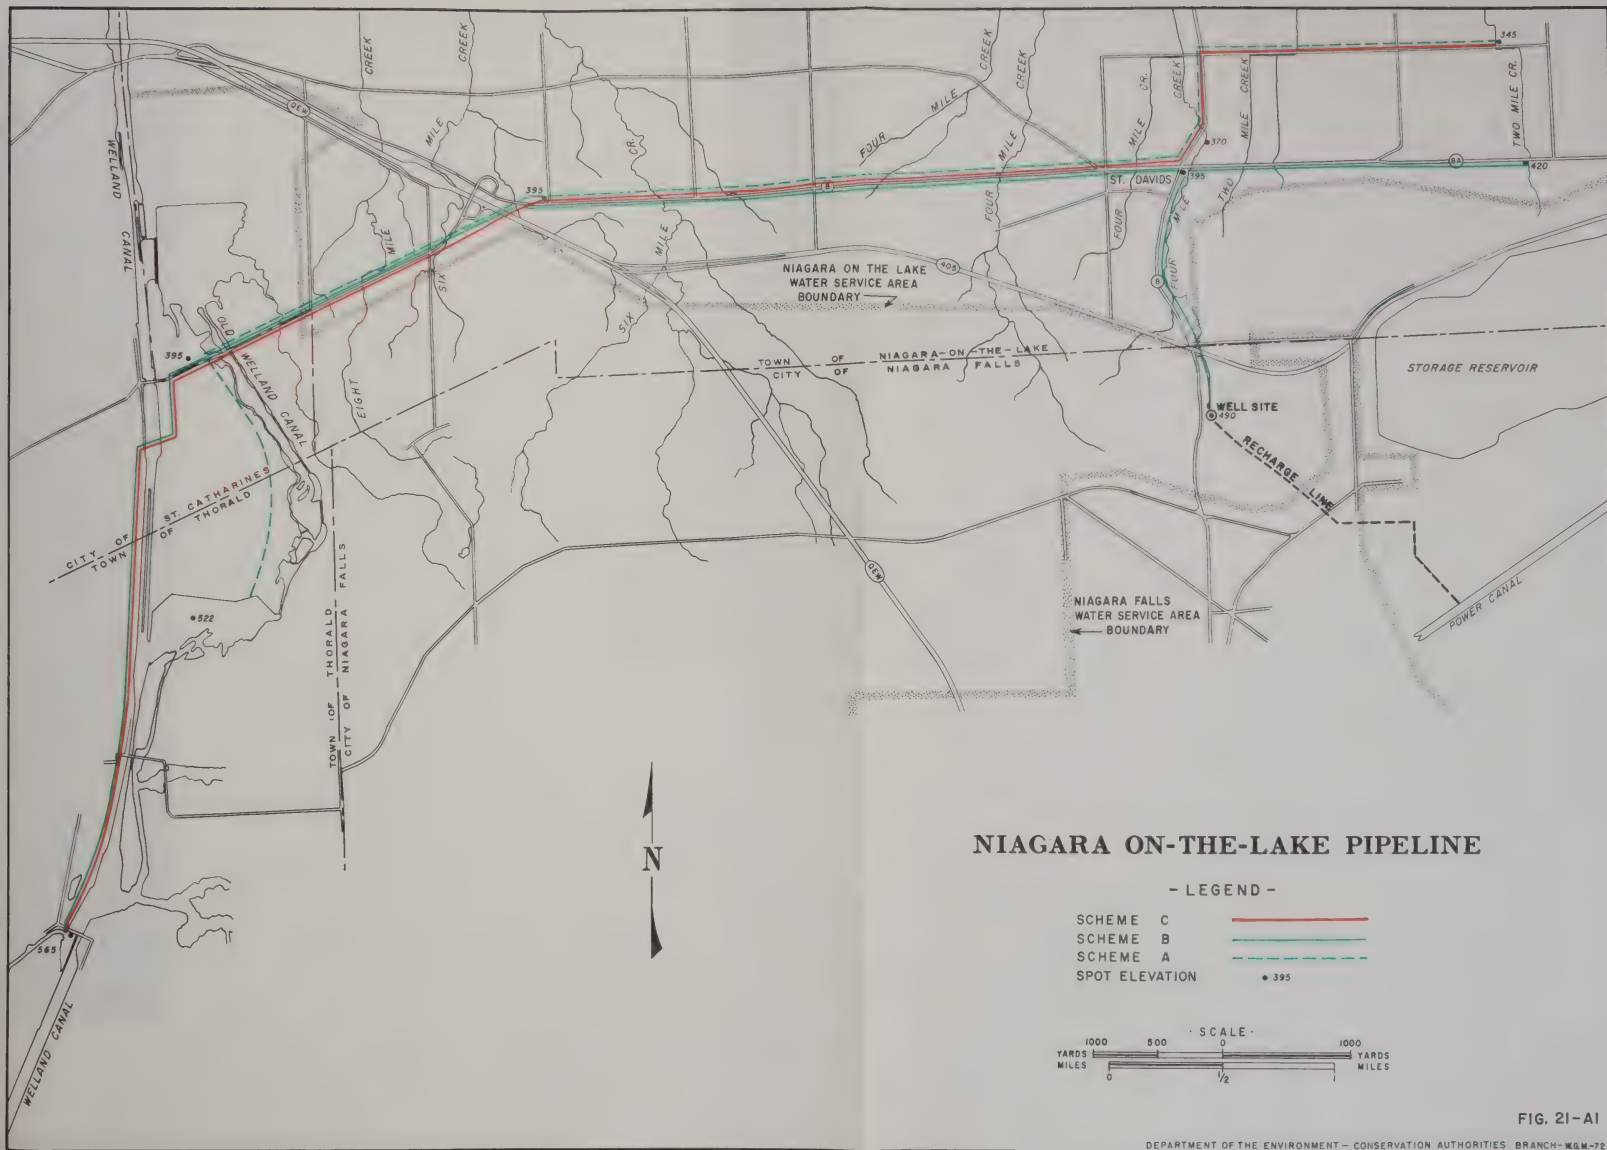 CREEK
CREEK
MILE
CR.
MILE
EIGHT
MILE
SIX
MILE
SIX
FOUR
MILE
CREEK
FOUR
MILE
CREEK
FOUR
MILE
CR.
FOUR
MILE
CREEK
TWO
MILE CREEK
TWO MILE CR.
345
370
395
420
ST. DAVIDS
8A
8
8
QEW
QEW
405
395
395
WELLAND
CANAL
OLD
WELLAND CANAL
NIAGARA ON THE LAKE
WATER SERVICE AREA
BOUNDARY
TOWN OF NIAGARA-ON-THE-LAKE
CITY OF NIAGARA FALLS
STORAGE RESERVOIR
WELL SITE
490
RECHARGE LINE
POWER CANAL
CITY OF ST. CATHARINES
TOWN OF THORALD
522
TOWN OF THORALD
CITY OF NIAGARA FALLS
NIAGARA FALLS
WATER SERVICE AREA
BOUNDARY
565
WELLAND CANAL
N
NIAGARA ON-THE-LAKE PIPELINE
- LEGEND -
SCHEME C
SCHEME B
SCHEME A
SPOT ELEVATION 395
· SCALE ·
1000 500 0 1000
YARDS YARDS
MILES MILES
0 1/2 1
FIG. 21-A1
DEPARTMENT OF THE ENVIRONMENT - CONSERVATION AUTHORITIES BRANCH-W.G.M.-72